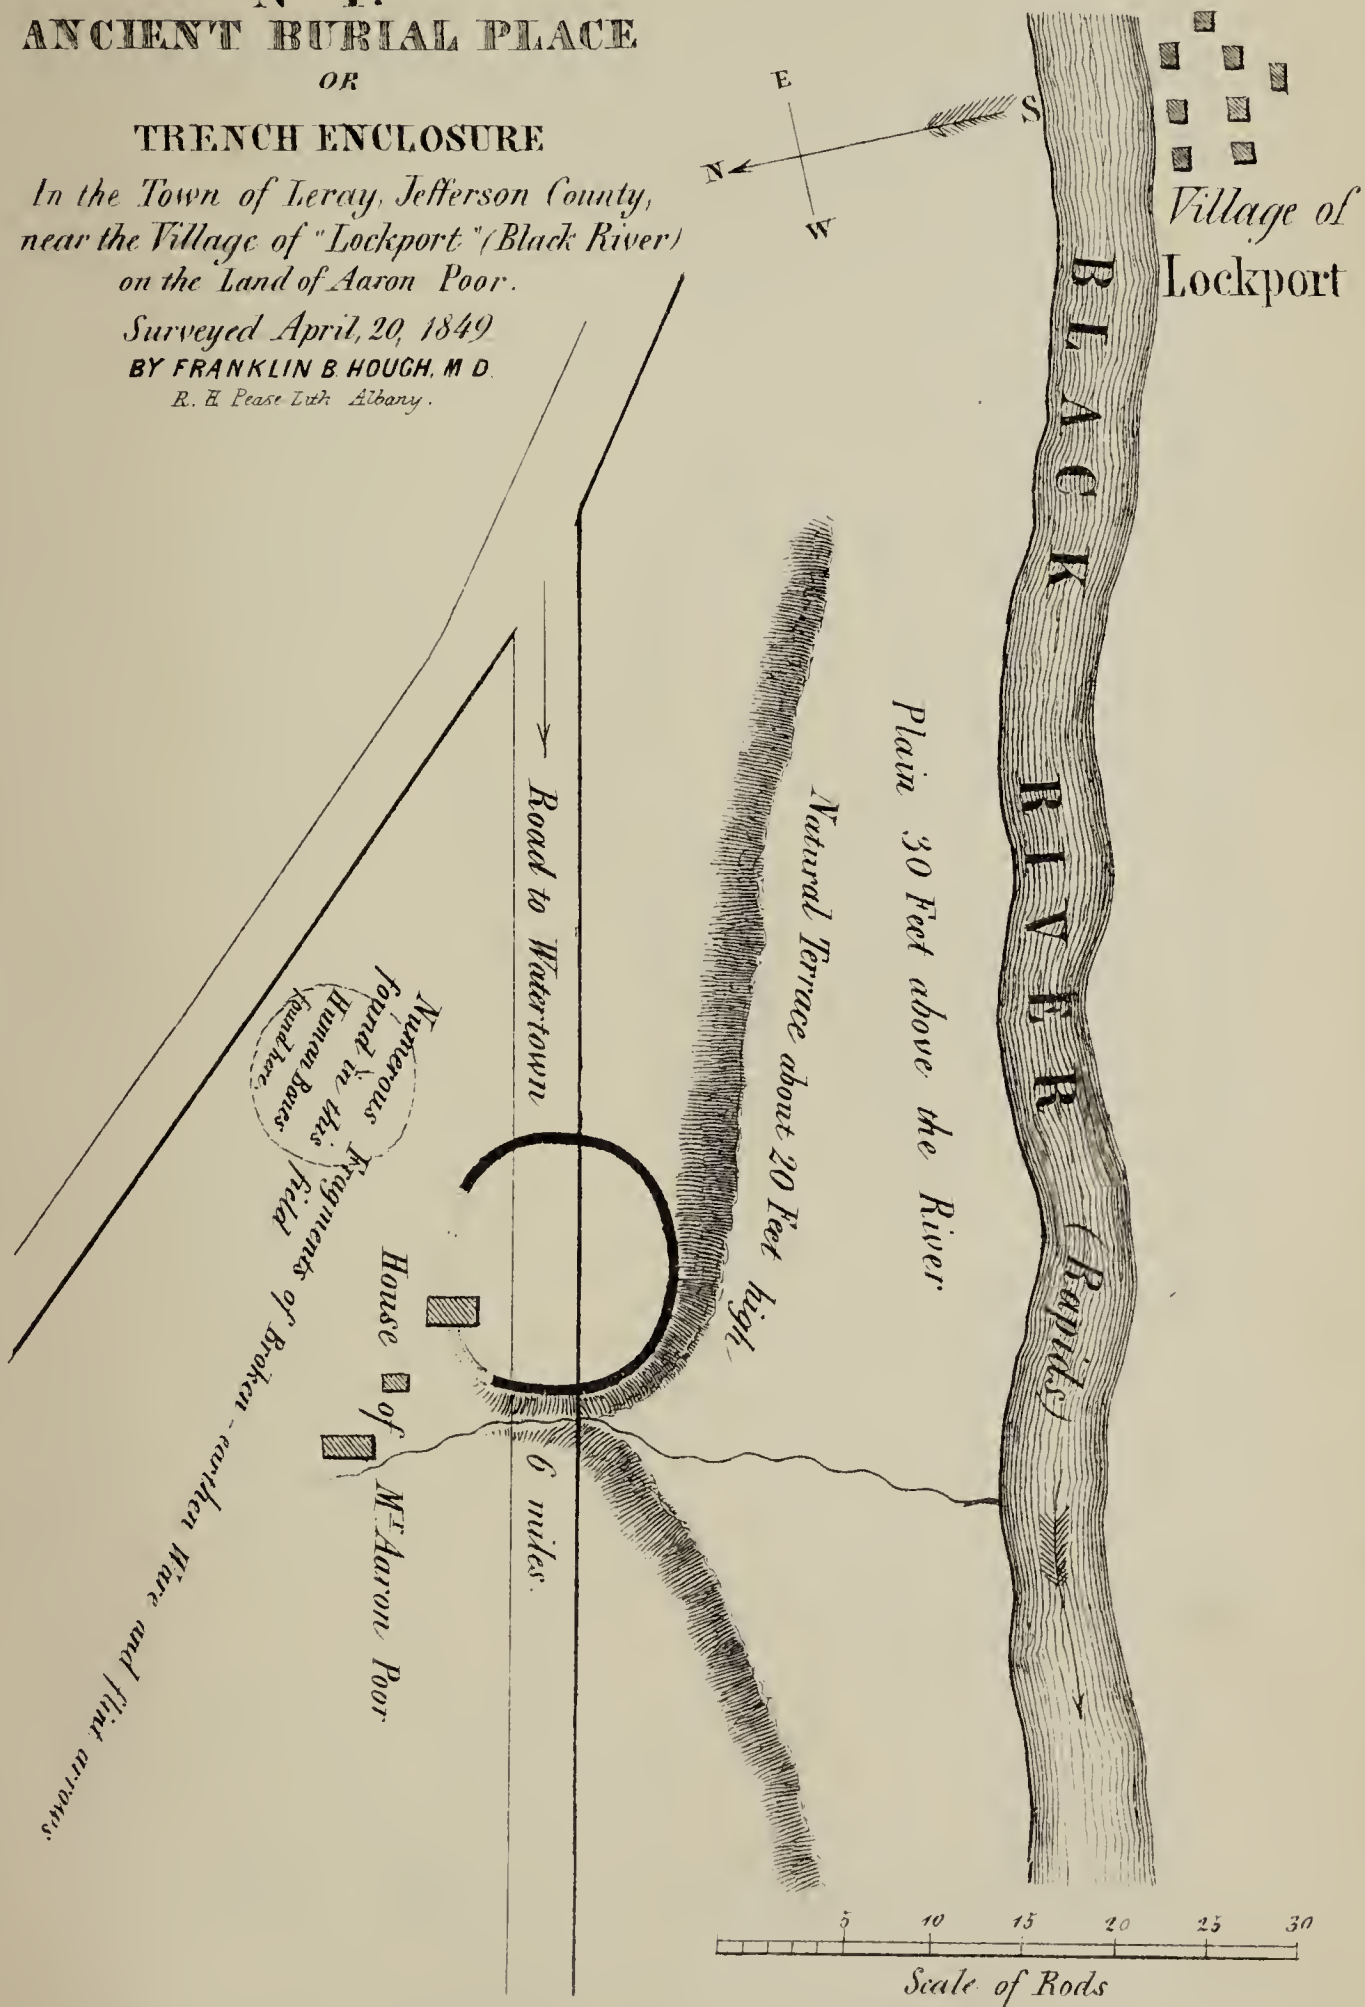 ANCIENT BURIAL PLACE
OR
TRENCH ENCLOSURE
In the Town of Leray, Jefferson County,
near the Village of "Lockport" (Black River)
on the Land of Aaron Poor.
Surveyed April, 20, 1849
BY FRANKLIN B. HOUGH, M D.
R. H. Pease Lith Albany.
E
N
S
W
Village of
Lockport
BLACK RIVER
(Rapids)
Plain 30 Feet above the River
Natural Terrace about 20 Feet high.
Road to Watertown
6 miles.
Numerous Fragments of Broken-earthen Ware and flint arrows
found in this field
Human Bones
found here.
House of Mr. Aaron Poor
5 10 15 20 25 30
Scale of Rods